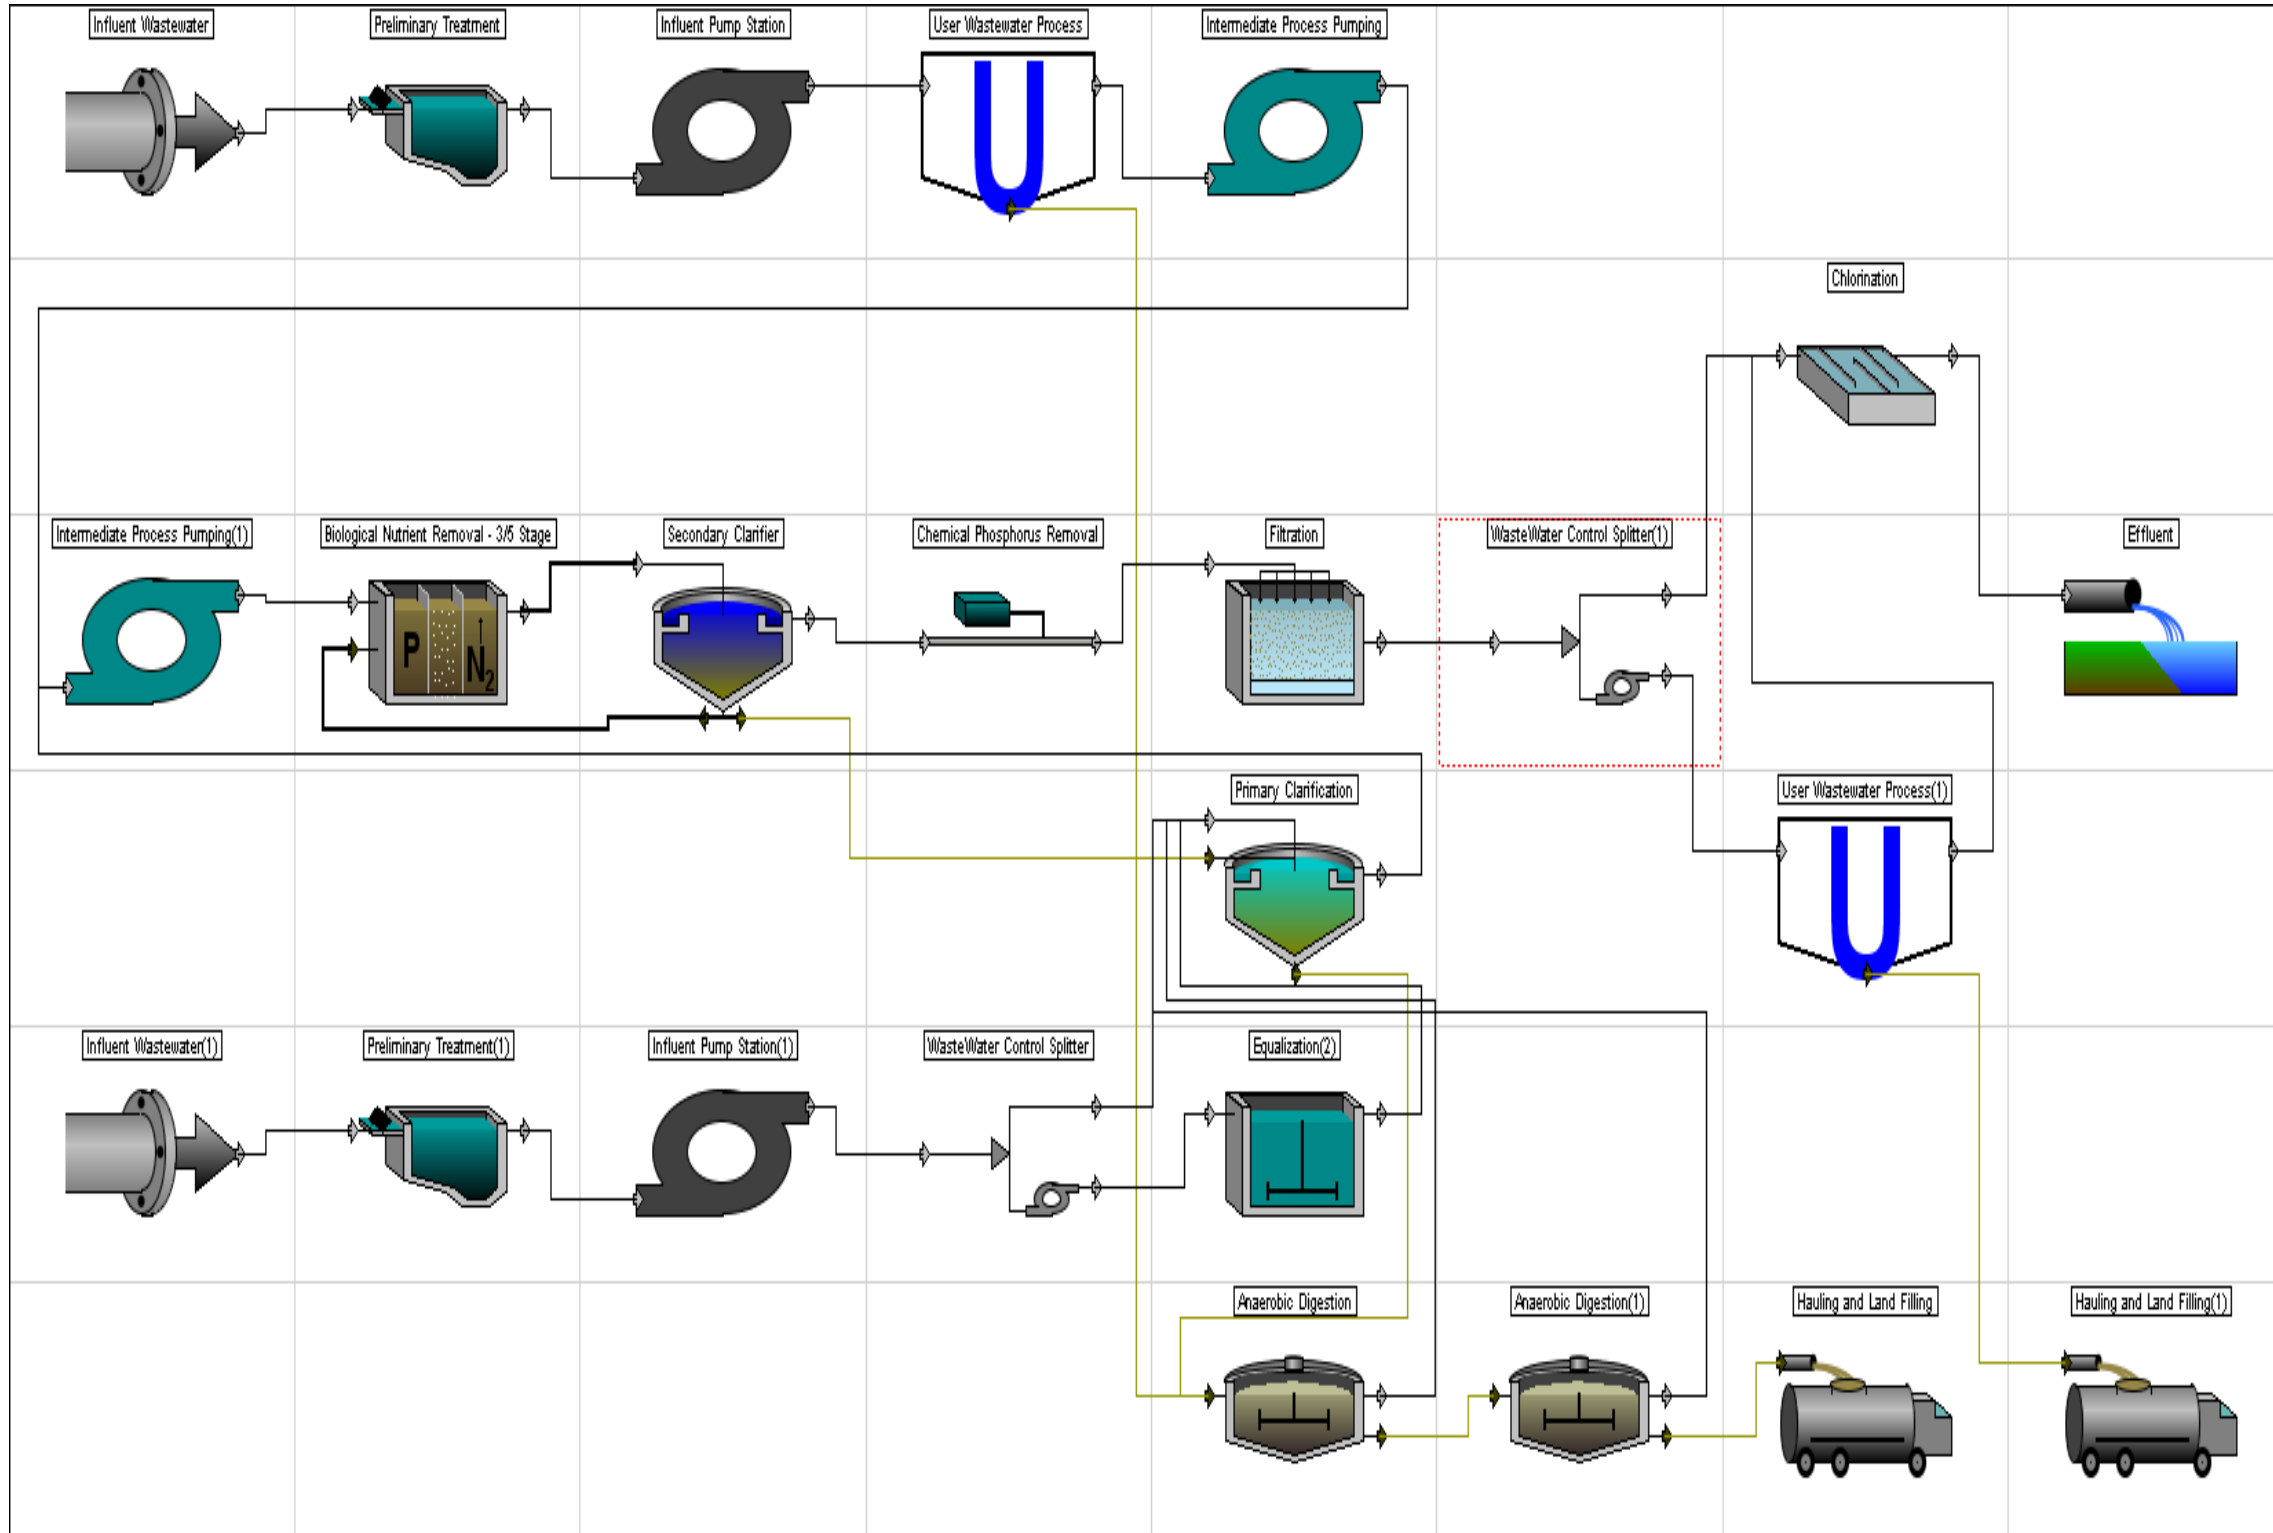 Influent Wastewater
Preliminary Treatment
Influent Pump Station
User Wastewater Process
Intermediate Process Pumping
Chlorination
Intermediate Process Pumping(1)
Biological Nutrient Removal - 3/5 Stage
Secondary Clarifier
Chemical Phosphorus Removal
Filtration
WasteWater Control Splitter(1)
Effluent
P
N2
Primary Clarification
User Wastewater Process(1)
Influent Wastewater(1)
Preliminary Treatment(1)
Influent Pump Station(1)
WasteWater Control Splitter
Equalization(2)
Anaerobic Digestion
Anaerobic Digestion(1)
Hauling and Land Filling
Hauling and Land Filling(1)